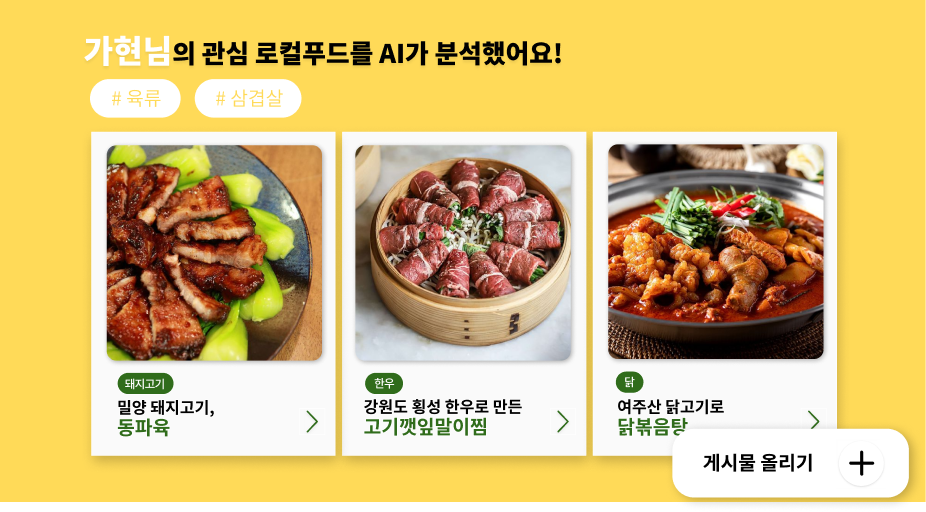 가현님의 관심 로컬푸드를 AI가 분석했어요!
# 육류
# 삼겹살
돼지고기
밀양 돼지고기,
동파육
한우
강원도 횡성 한우로 만든
고기깻잎말이찜
닭
여주산 닭고기로
닭볶음탕
게시물 올리기